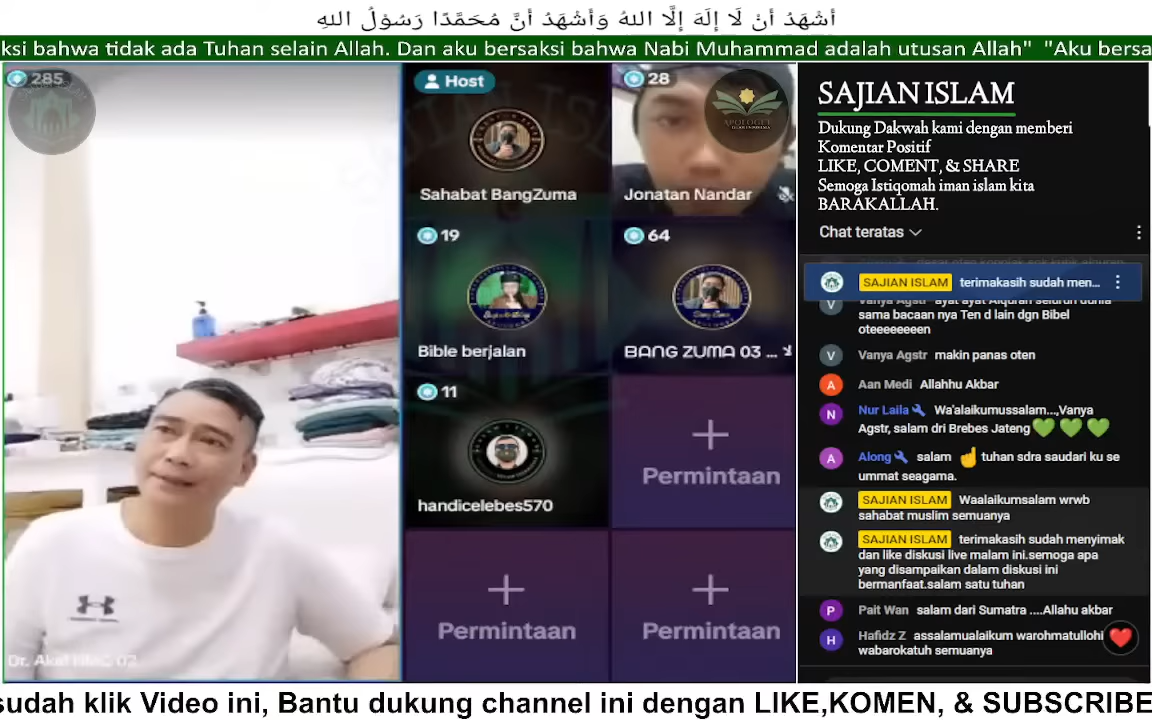 أشْهَدُ أنْ لَا إلَهَ إلَّا اللهُ وَأشْهَدُ أنَّ مُحَمَّدًا رَسُوْلُ اللهِ
ksi bahwa tidak ada Tuhan selain Allah. Dan aku bersaksi bahwa Nabi Muhammad adalah utusan Allah" "Aku bersa
285
Host
28
Sahabat BangZuma
Jonatan Nandar
19
64
Bible berjalan
BANG ZUMA 03 ...
11
handicelebes570
Permintaan
Permintaan
Permintaan
SAJIAN ISLAM
Dukung Dakwah kami dengan memberi
Komentar Positif
LIKE, COMENT, & SHARE
Semoga Istiqomah iman islam kita
BARAKALLAH.
Chat teratas
SAJIAN ISLAM terimakasih sudah men...
Vanya Agstr ayat ayat Alquran seluruh dunia
sama bacaan nya Ten d lain dgn Bibel
oteeeeeeeen
Vanya Agstr makin panas oten
Aan Medi Allahhu Akbar
Nur Laila Wa'alaikumussalam...,Vanya
Agstr, salam dri Brebes Jateng💚 💚 💚
Along salam ☝ tuhan sdra saudari ku se
ummat seagama.
SAJIAN ISLAM Waalaikumsalam wrwb
sahabat muslim semuanya
SAJIAN ISLAM terimakasih sudah menyimak
dan like diskusi live malam ini.semoga apa
yang disampaikan dalam diskusi ini
bermanfaat.salam satu tuhan
Pait Wan salam dari Sumatra ....Allahu akbar
Hafidz Z assalamualaikum warohmatullohi
wabarokatuh semuanya
sudah klik Video ini, Bantu dukung channel ini dengan LIKE,KOMEN, & SUBSCRIBE